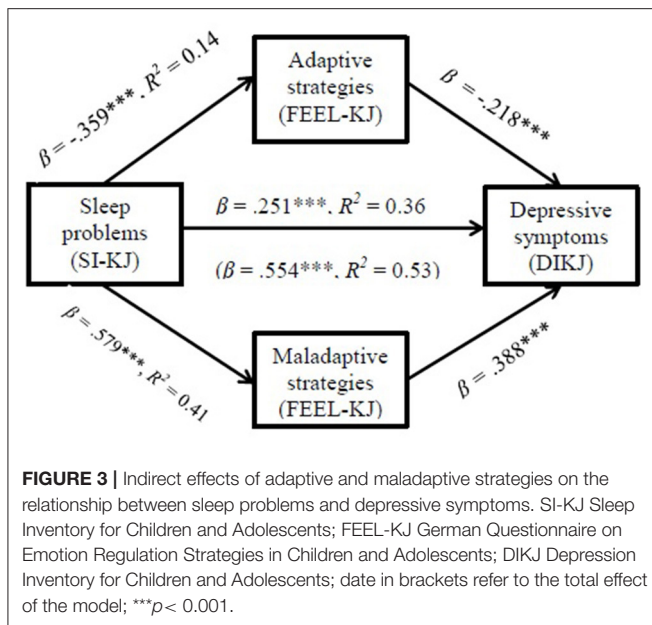 Adaptive
strategies
(FEEL-KJ)
β = -.359***, R² = 0.14
β = -.218***
Sleep
problems
(SI-KJ)
β = .251***, R² = 0.36
(β = .554***, R² = 0.53)
Depressive
symptoms
(DIKJ)
β = .579***, R² = 0.41
β = .388***
Maladaptive
strategies
(FEEL-KJ)
FIGURE 3 | Indirect effects of adaptive and maladaptive strategies on the
relationship between sleep problems and depressive symptoms. SI-KJ Sleep
Inventory for Children and Adolescents; FEEL-KJ German Questionnaire on
Emotion Regulation Strategies in Children and Adolescents; DIKJ Depression
Inventory for Children and Adolescents; date in brackets refer to the total effect
of the model; ***p< 0.001.